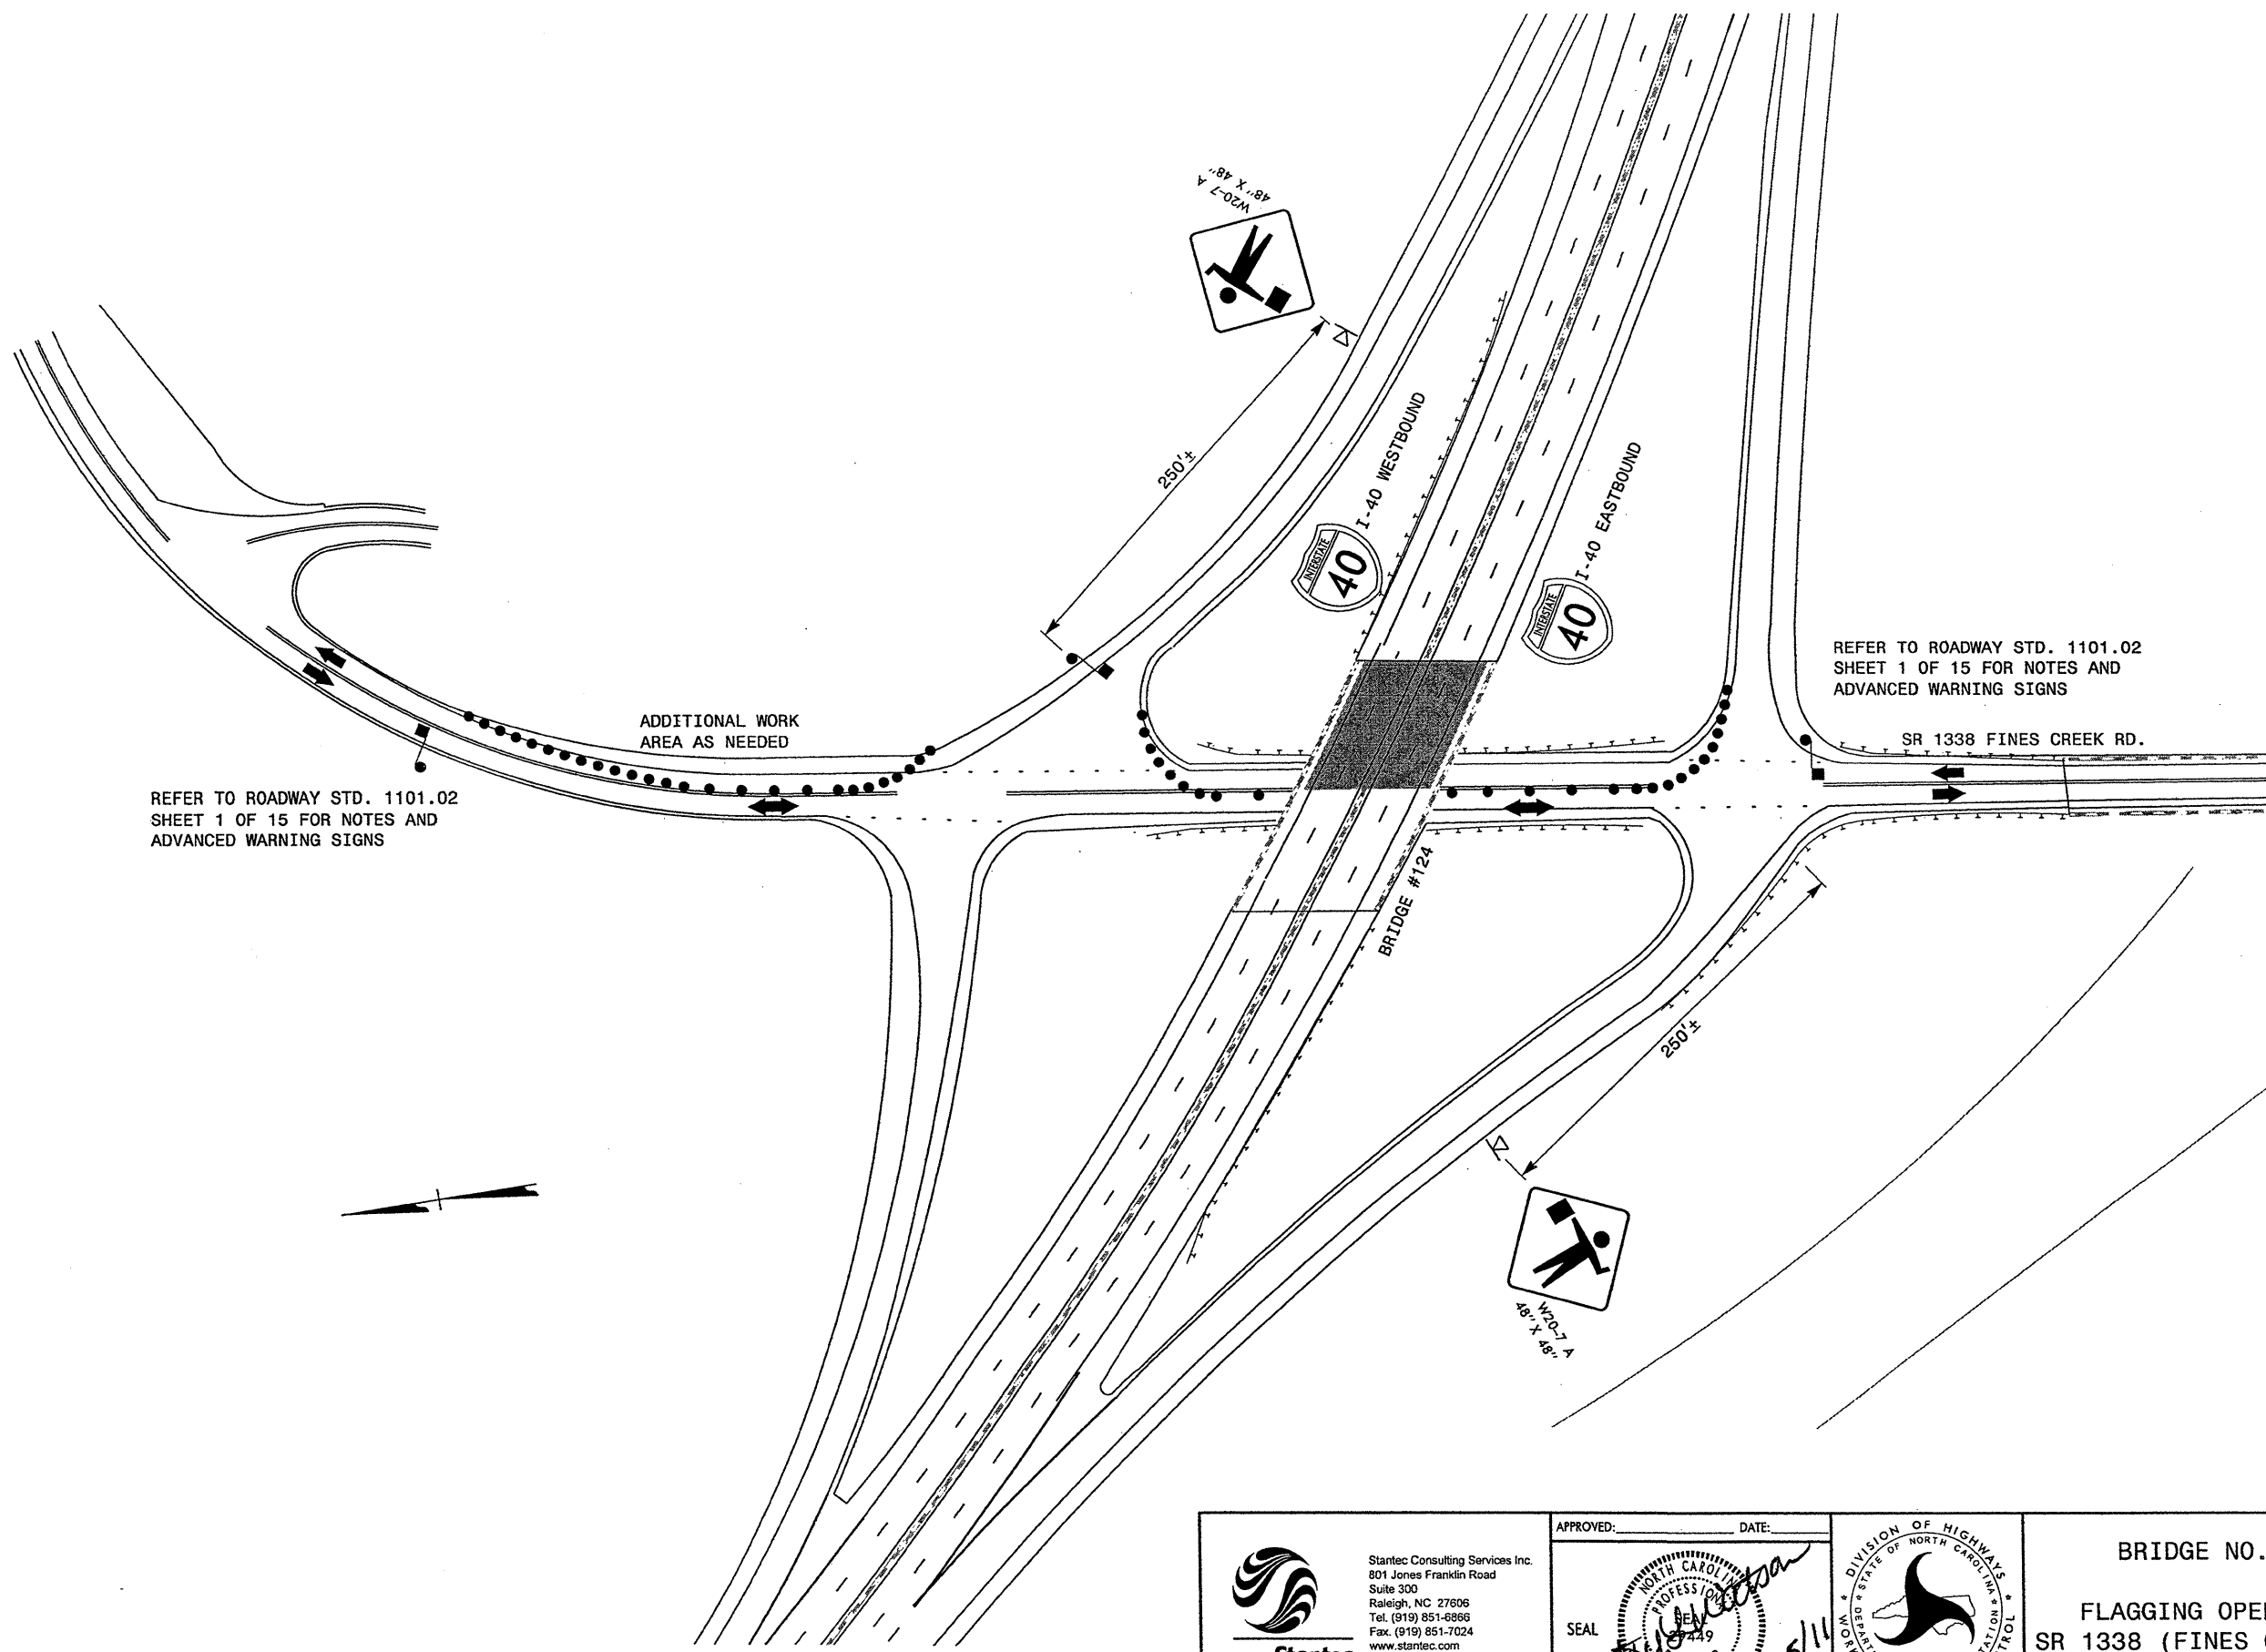 W20-7 A
48" X 48"
250'±
I-40 WESTBOUND
INTERSTATE
40
I-40 EASTBOUND
INTERSTATE
40
REFER TO ROADWAY STD. 1101.02
SHEET 1 OF 15 FOR NOTES AND
ADVANCED WARNING SIGNS
SR 1338 FINES CREEK RD.
ADDITIONAL WORK
AREA AS NEEDED
REFER TO ROADWAY STD. 1101.02
SHEET 1 OF 15 FOR NOTES AND
ADVANCED WARNING SIGNS
BRIDGE #124
250'±
W20-7 A
48" X 48"
Stantec Consulting Services Inc.
801 Jones Franklin Road
Suite 300
Raleigh, NC 27606
Tel. (919) 851-6866
Fax. (919) 851-7024
www.stantec.com
Stantec
APPROVED: DATE:
SEAL
NORTH CAROLINA
SEAL
DIVISION OF HIGHWAYS
STATE OF NORTH CAROLINA
BRIDGE NO.
FLAGGING OPE
SR 1338 (FINES